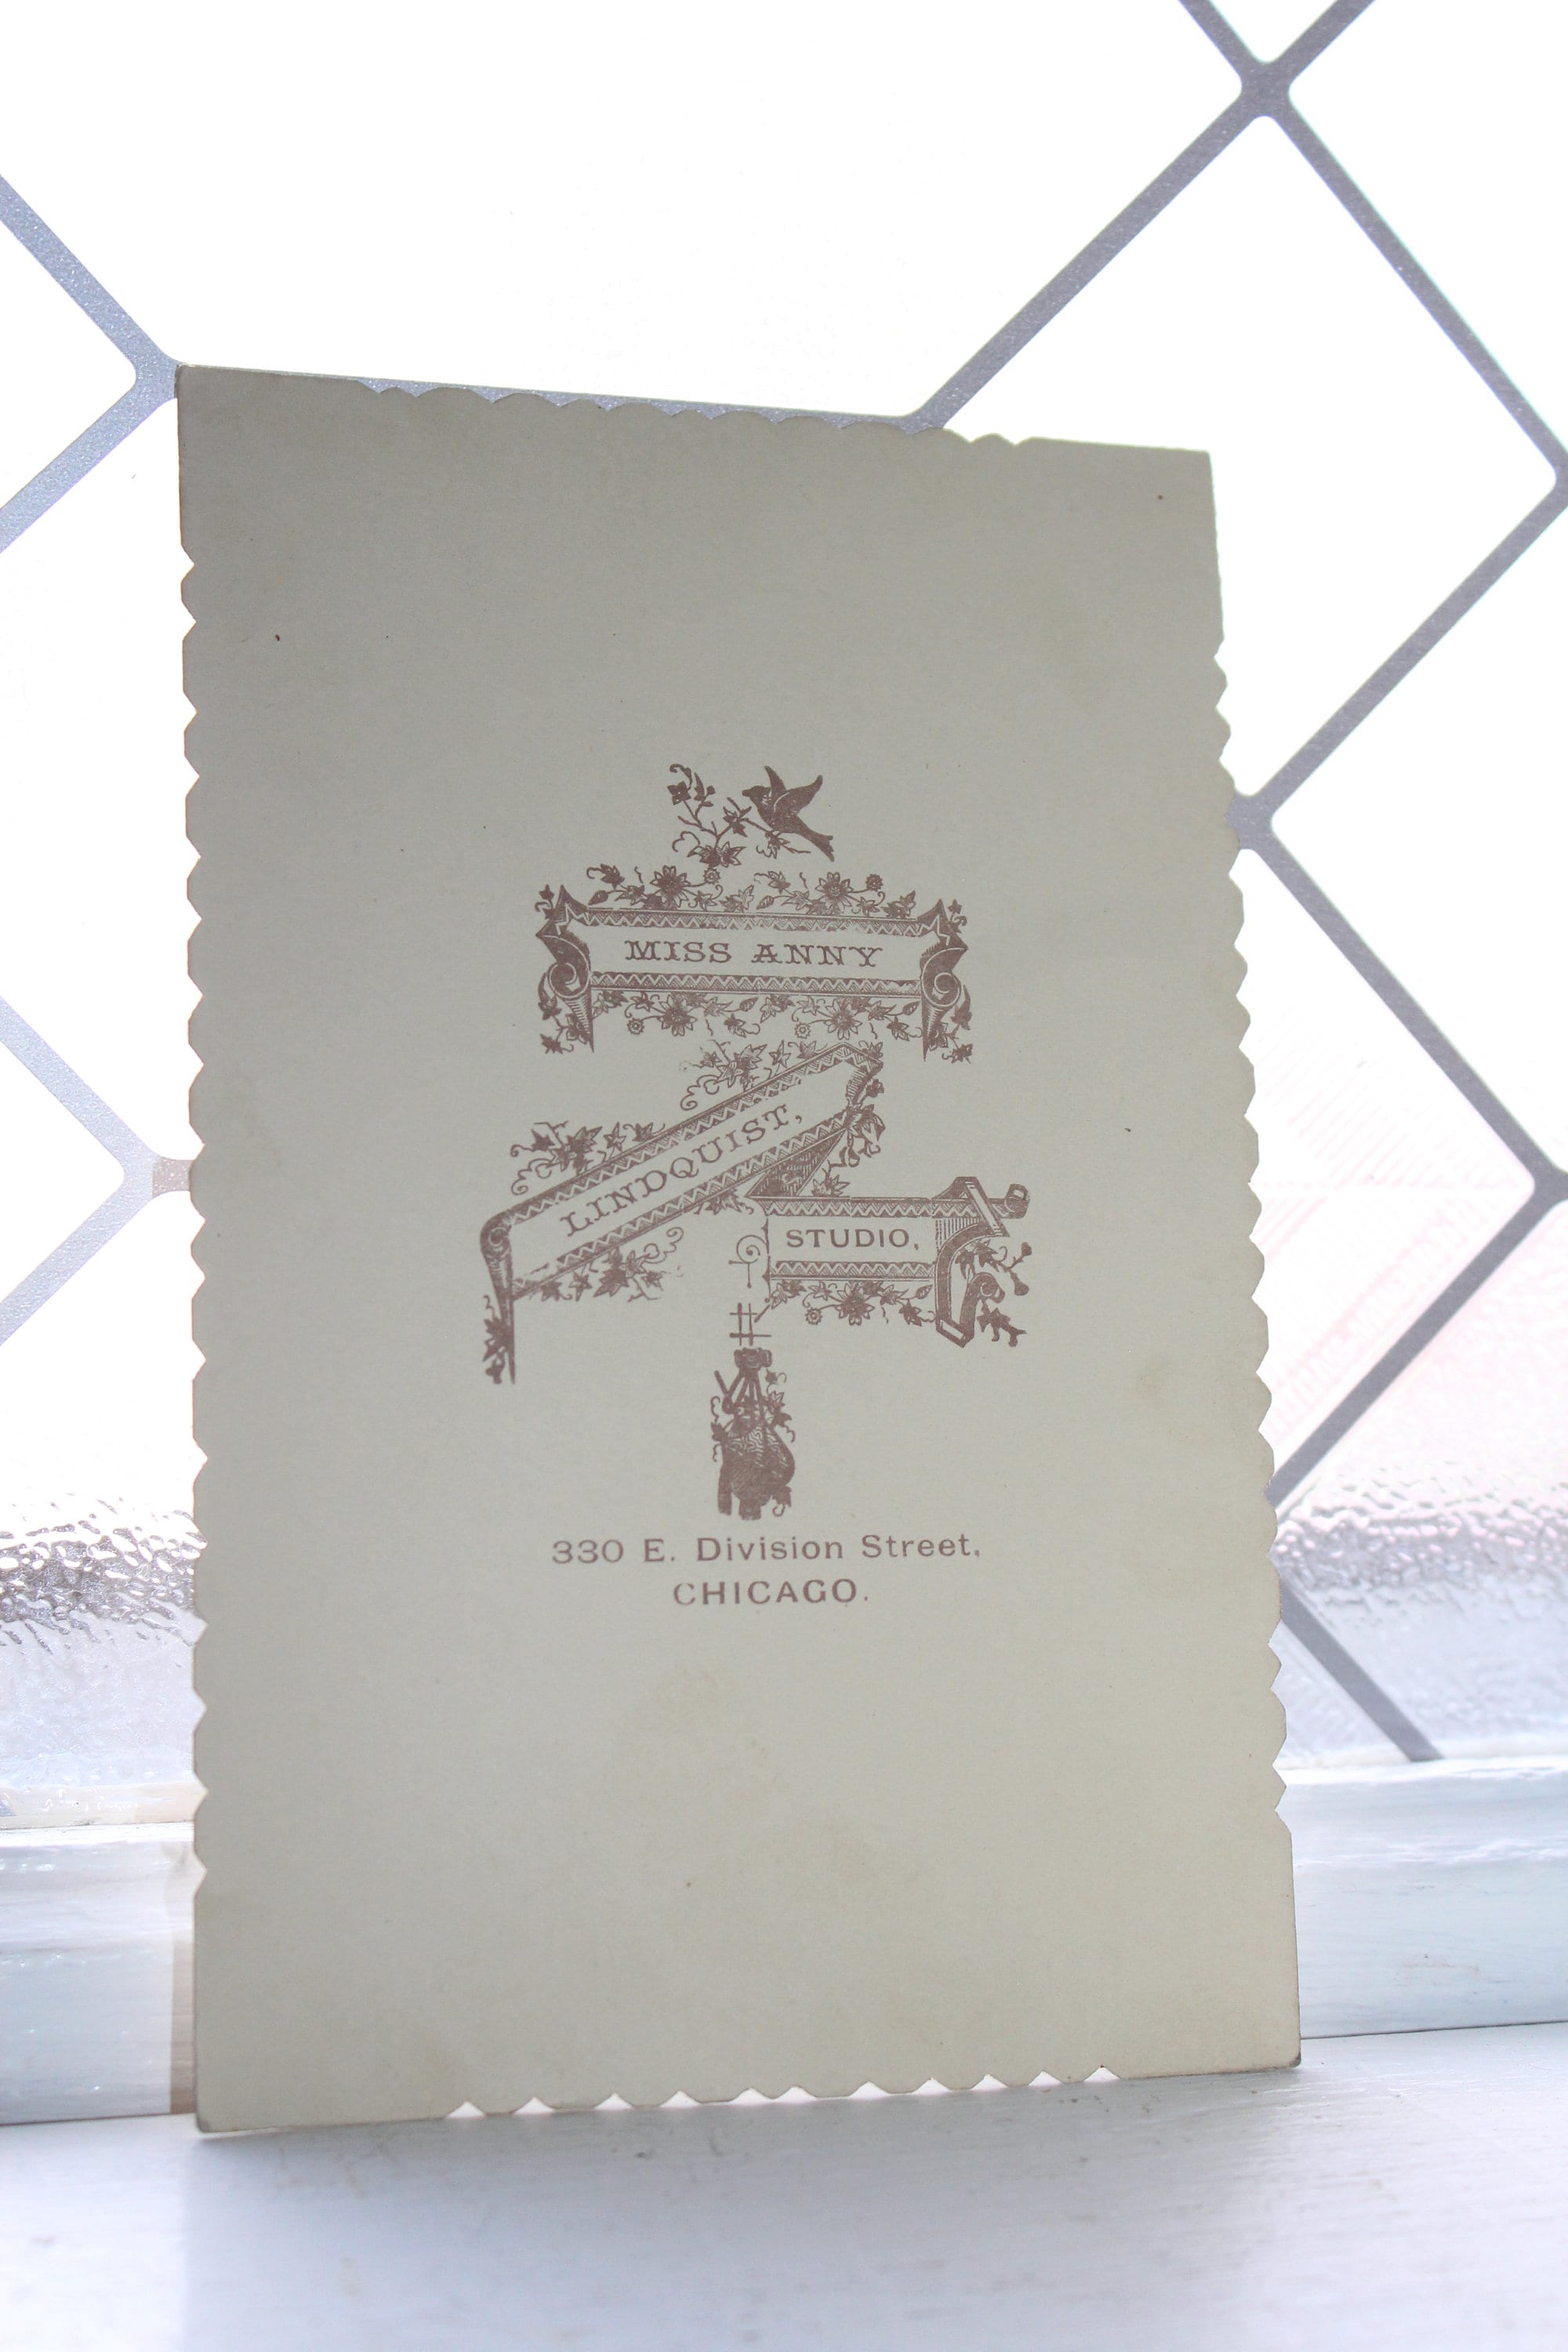 MISS ANNY
LINDQUIST,
STUDIO,
330 E. Division Street,
CHICAGO.